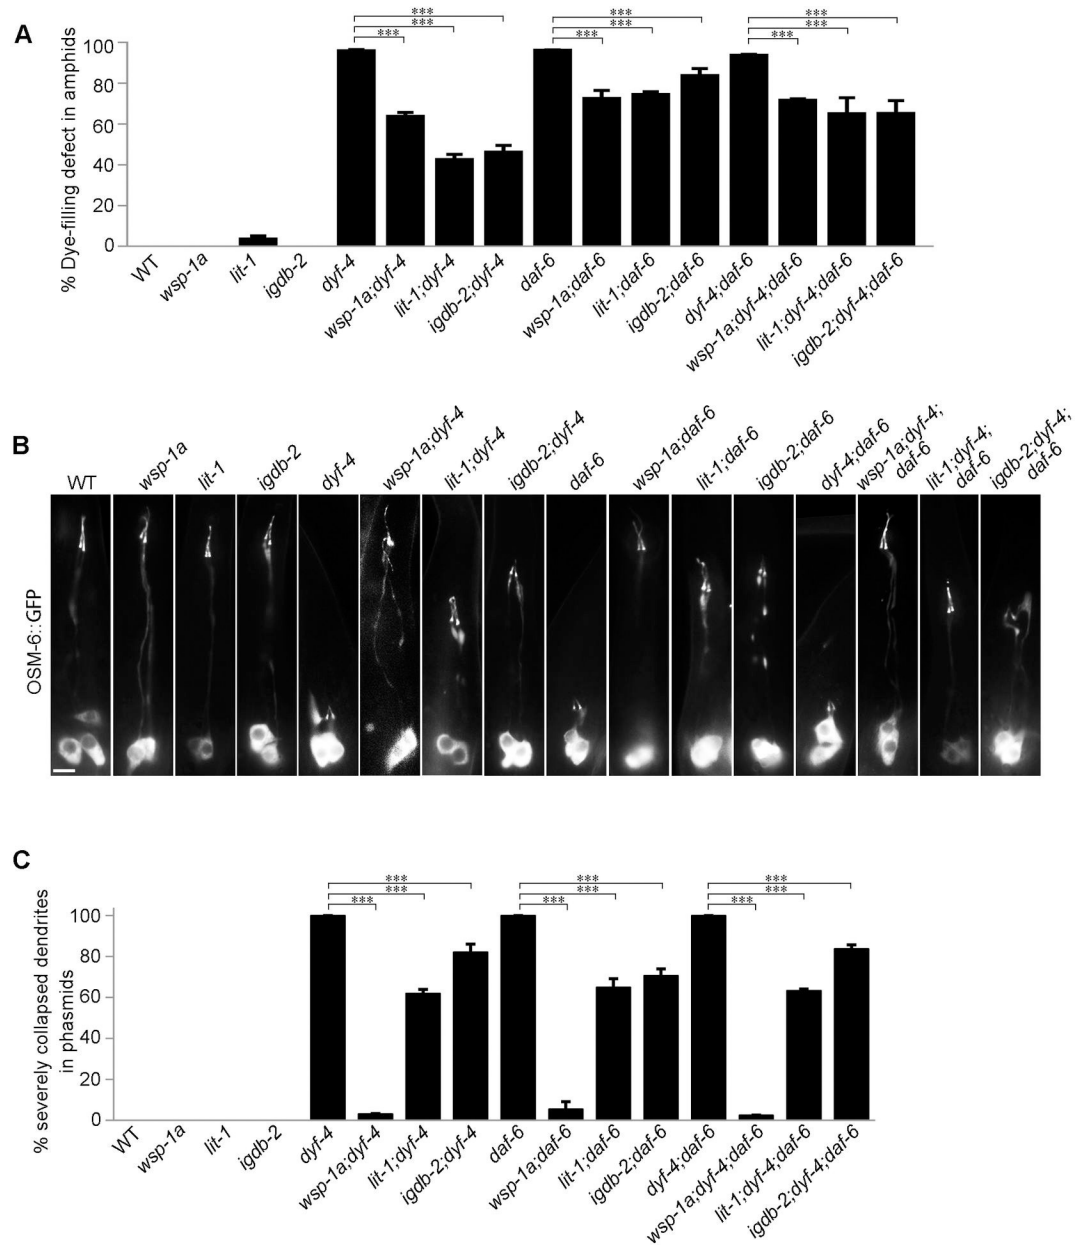 A
% Dye-filling defect in amphids
100
80
60
40
20
0
***
***
***
***
***
***
***
***
***
WT
wsp-1a
lit-1
igdb-2
dyf-4
wsp-1a;dyf-4
lit-1;dyf-4
igdb-2;dyf-4
daf-6
wsp-1a;daf-6
lit-1;daf-6
igdb-2;daf-6
dyf-4;daf-6
wsp-1a;dyf-4;daf-6
lit-1;dyf-4;daf-6
igdb-2;dyf-4;daf-6
B
WT
wsp-1a
lit-1
igdb-2
dyf-4
wsp-1a;dyf-4
lit-1;dyf-4
igdb-2;dyf-4
daf-6
wsp-1a;daf-6
lit-1;daf-6
igdb-2;daf-6
dyf-4;daf-6
wsp-1a;dyf-4;
daf-6
lit-1;dyf-4;
daf-6
igdb-2;dyf-4;
daf-6
OSM-6::GFP
C
% severely collapsed dendrites
in phasmids
100
80
60
40
20
0
***
***
***
***
***
***
***
***
***
WT
wsp-1a
lit-1
igdb-2
dyf-4
wsp-1a;dyf-4
lit-1;dyf-4
igdb-2;dyf-4
daf-6
wsp-1a;daf-6
lit-1;daf-6
igdb-2;daf-6
dyf-4;daf-6
wsp-1a;dyf-4;daf-6
lit-1;dyf-4;daf-6
igdb-2;dyf-4;daf-6